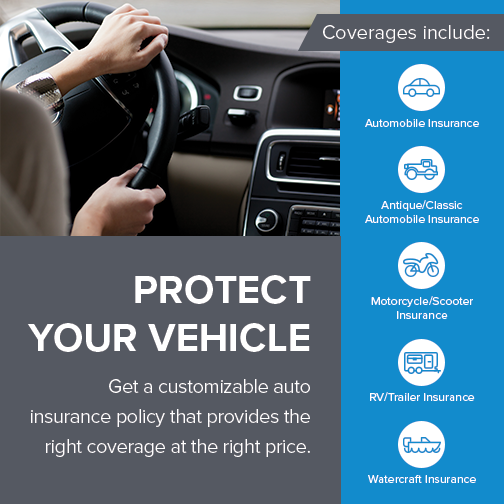 Coverages include:
Automobile Insurance
Antique/Classic
Automobile Insurance
Motorcycle/Scooter
Insurance
RV/Trailer Insurance
Watercraft Insurance
PROTECT
YOUR VEHICLE
Get a customizable auto
insurance policy that provides the
right coverage at the right price.